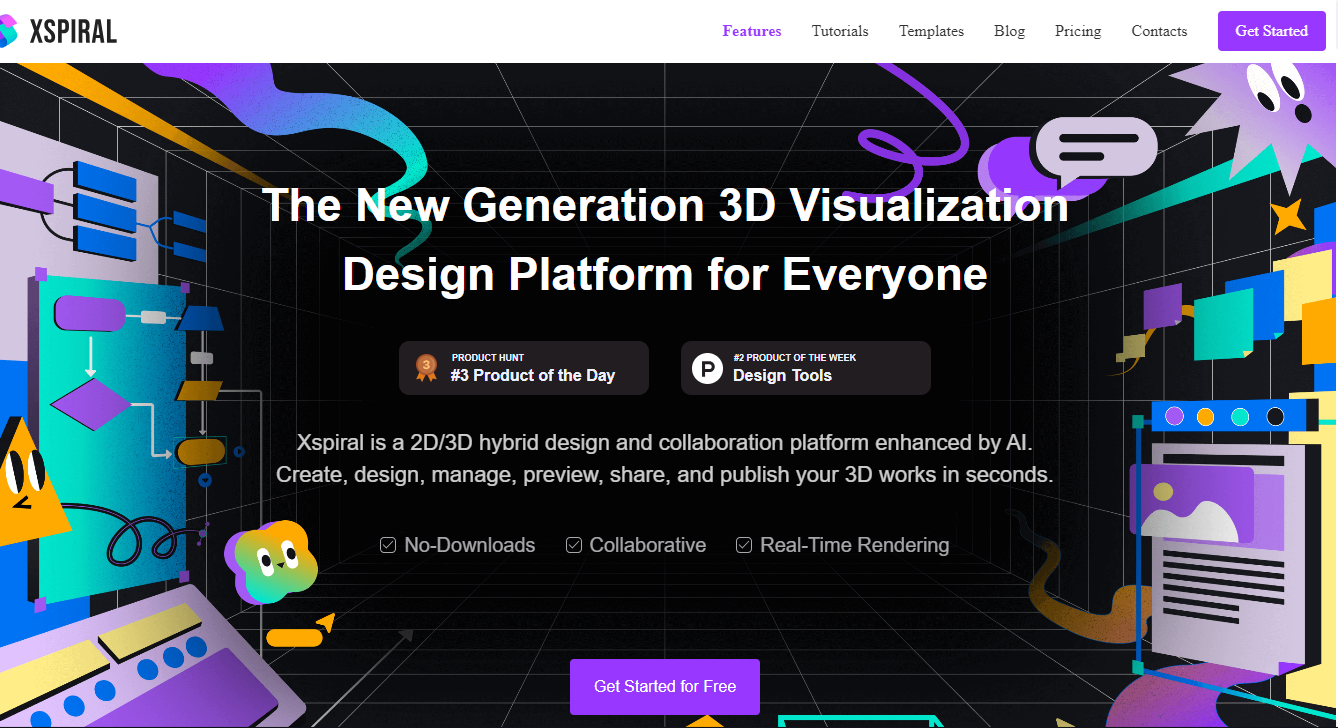 XSPIRAL
Features Tutorials Templates Blog Pricing Contacts Get Started
The New Generation 3D Visualization
Design Platform for Everyone
3
PRODUCT HUNT
#3 Product of the Day
P
#2 PRODUCT OF THE WEEK
Design Tools
Xspiral is a 2D/3D hybrid design and collaboration platform enhanced by AI.
Create, design, manage, preview, share, and publish your 3D works in seconds.
No-Downloads Collaborative Real-Time Rendering
Get Started for Free